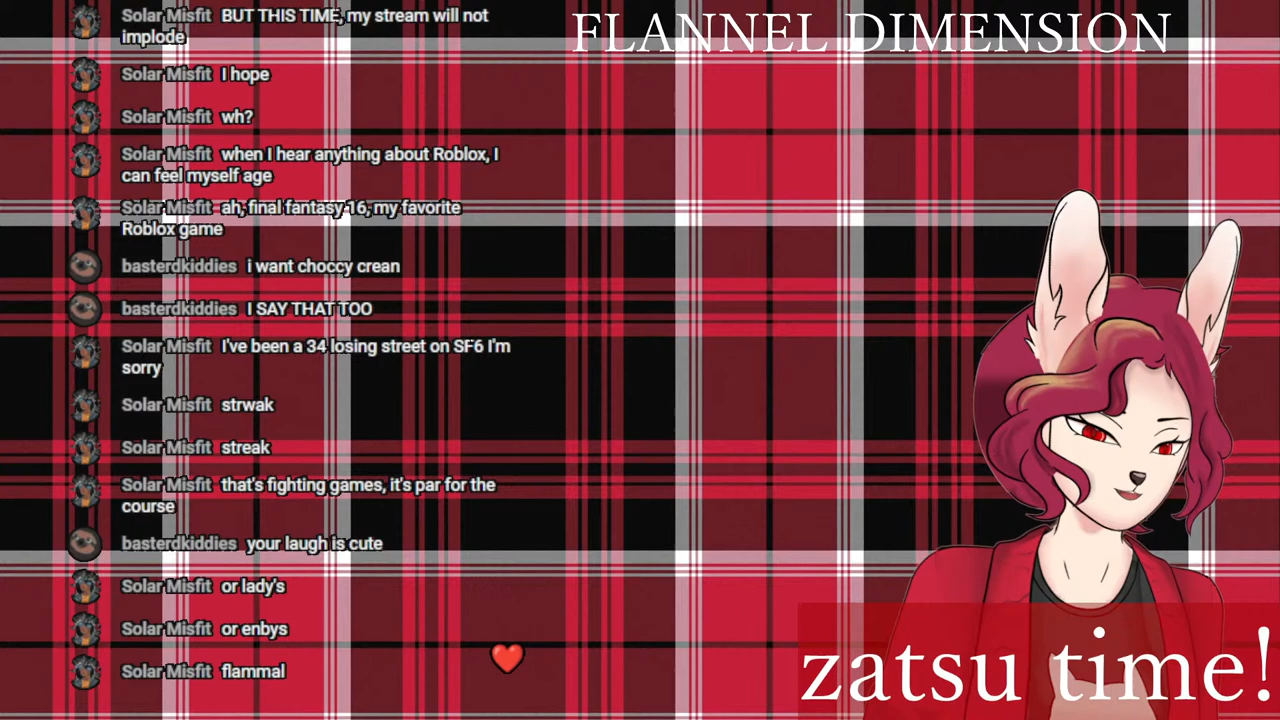 FLANNEL DIMENSION
Solar Misfit BUT THIS TIME, my stream will not
implode
Solar Misfit I hope
Solar Misfit wh?
Solar Misfit when I hear anything about Roblox, I
can feel myself age
Solar Misfit ah, final fantasy 16, my favorite
Roblox game
basterdkiddies i want choccy crean
basterdkiddies I SAY THAT TOO
Solar Misfit I've been a 34 losing street on SF6 I'm
sorry
Solar Misfit strwak
Solar Misfit streak
Solar Misfit that's fighting games, it's par for the
course
basterdkiddies your laugh is cute
Solar Misfit or lady's
Solar Misfit or enbys
Solar Misfit flammal
zatsu time!